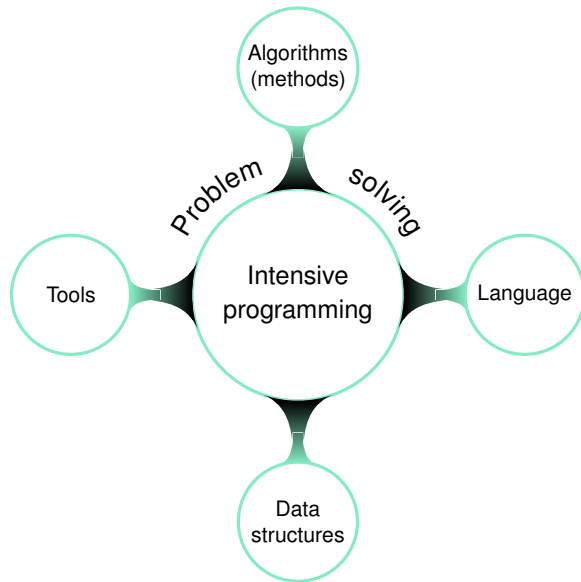 Algorithms
(methods)
Problem solving
Intensive
programming
Tools
Language
Data
structures